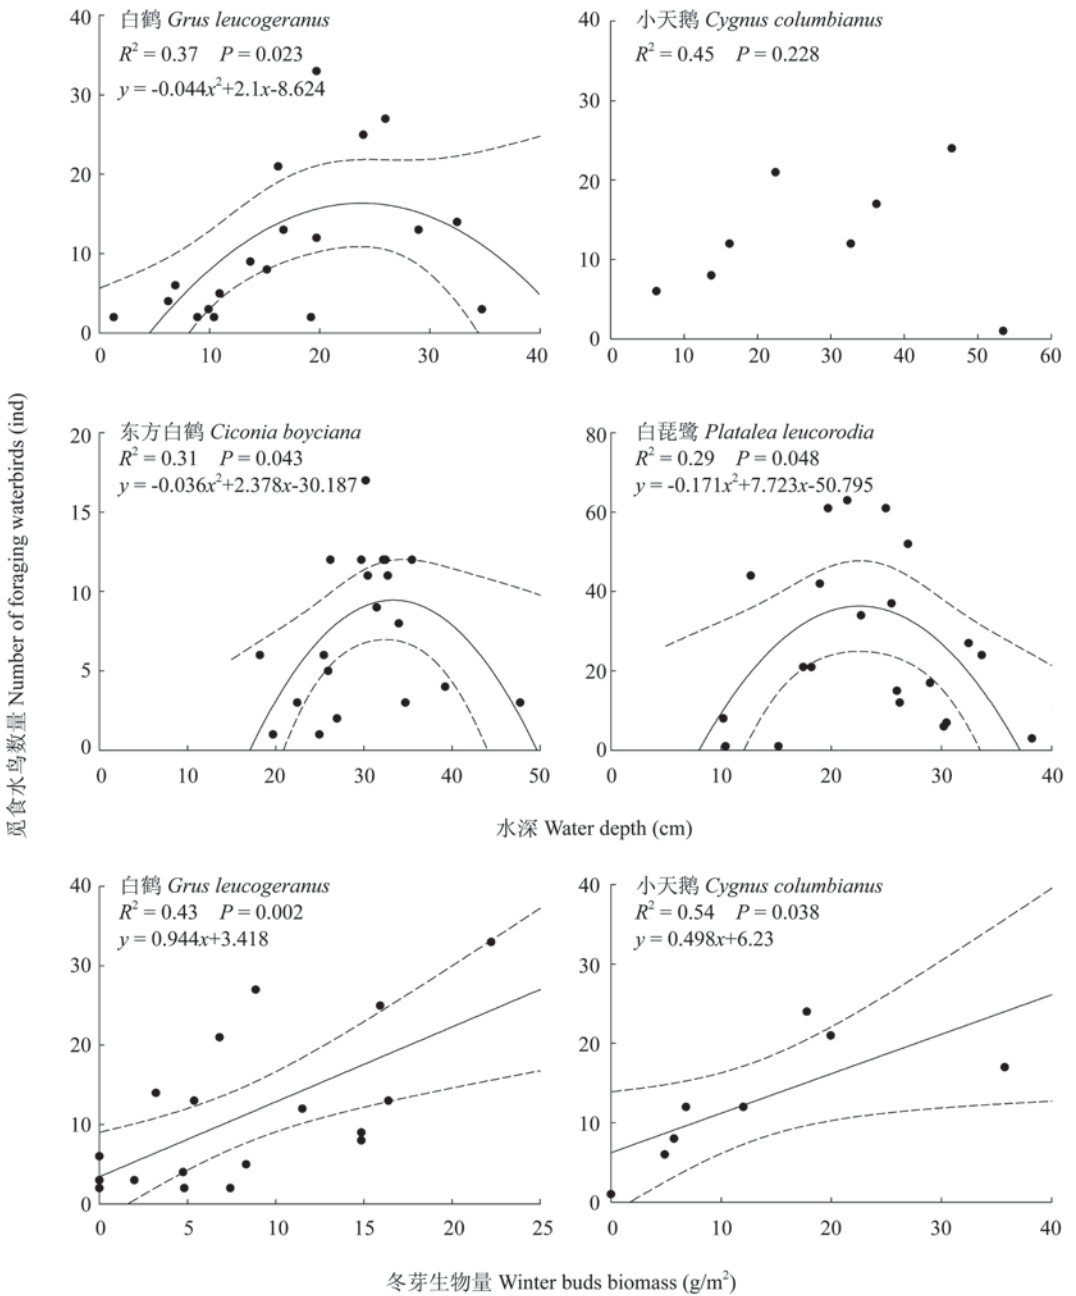 白鹤 Grus leucogeranus
R² = 0.37 P = 0.023
y = -0.044x²+2.1x-8.624
40
30
20
10
0
0 10 20 30 40
小天鹅 Cygnus columbianus
R² = 0.45 P = 0.228
40
30
20
10
0
0 10 20 30 40 50 60
东方白鹤 Ciconia boyciana
R² = 0.31 P = 0.043
y = -0.036x²+2.378x-30.187
20
15
10
5
0
0 10 20 30 40 50
白琵鹭 Platalea leucorodia
R² = 0.29 P = 0.048
y = -0.171x²+7.723x-50.795
80
60
40
20
0
0 10 20 30 40
觅食水鸟数量 Number of foraging waterbirds (ind)
水深 Water depth (cm)
白鹤 Grus leucogeranus
R² = 0.43 P = 0.002
y = 0.944x+3.418
40
30
20
10
0
0 5 10 15 20 25
小天鹅 Cygnus columbianus
R² = 0.54 P = 0.038
y = 0.498x+6.23
40
30
20
10
0
0 10 20 30 40
冬芽生物量 Winter buds biomass (g/m²)